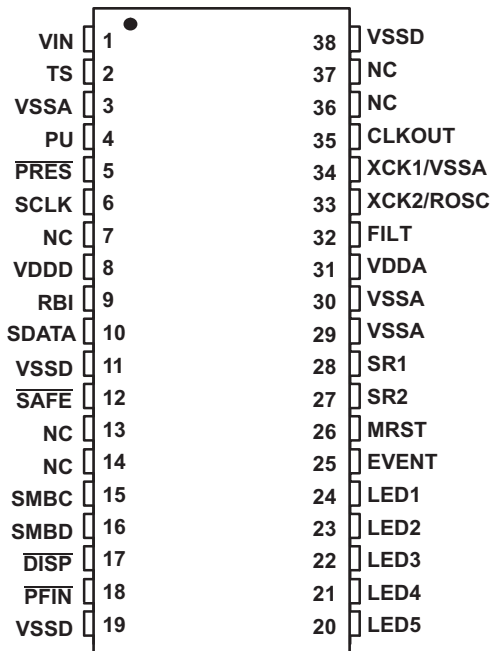 VIN 1 38 VSSD
TS 2 37 NC
VSSA 3 36 NC
PU 4 35 CLKOUT
PRES 5 34 XCK1/VSSA
SCLK 6 33 XCK2/ROSC
NC 7 32 FILT
VDDD 8 31 VDDA
RBI 9 30 VSSA
SDATA 10 29 VSSA
VSSD 11 28 SR1
SAFE 12 27 SR2
NC 13 26 MRST
NC 14 25 EVENT
SMBC 15 24 LED1
SMBD 16 23 LED2
DISP 17 22 LED3
PFIN 18 21 LED4
VSSD 19 20 LED5